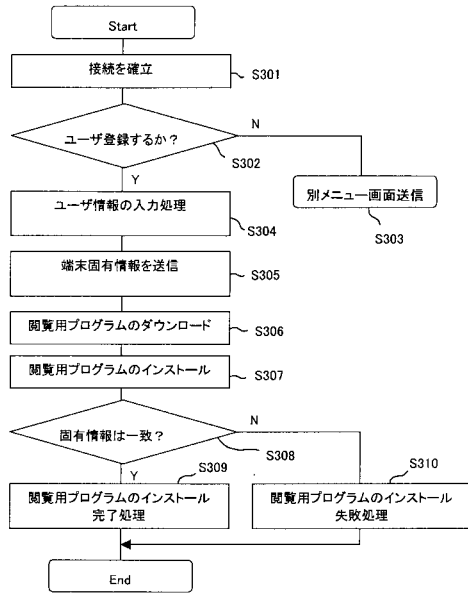 Start
接続を確立
S301
ユーザ登録するか？
N
S302
Y
別メニュー画面送信
S303
ユーザ情報の入力処理
S304
端末固有情報を送信
S305
閲覧用プログラムのダウンロード
S306
閲覧用プログラムのインストール
S307
固有情報は一致？
N
S308
Y
S309
S310
閲覧用プログラムのインストール
完了処理
閲覧用プログラムのインストール
失敗処理
End